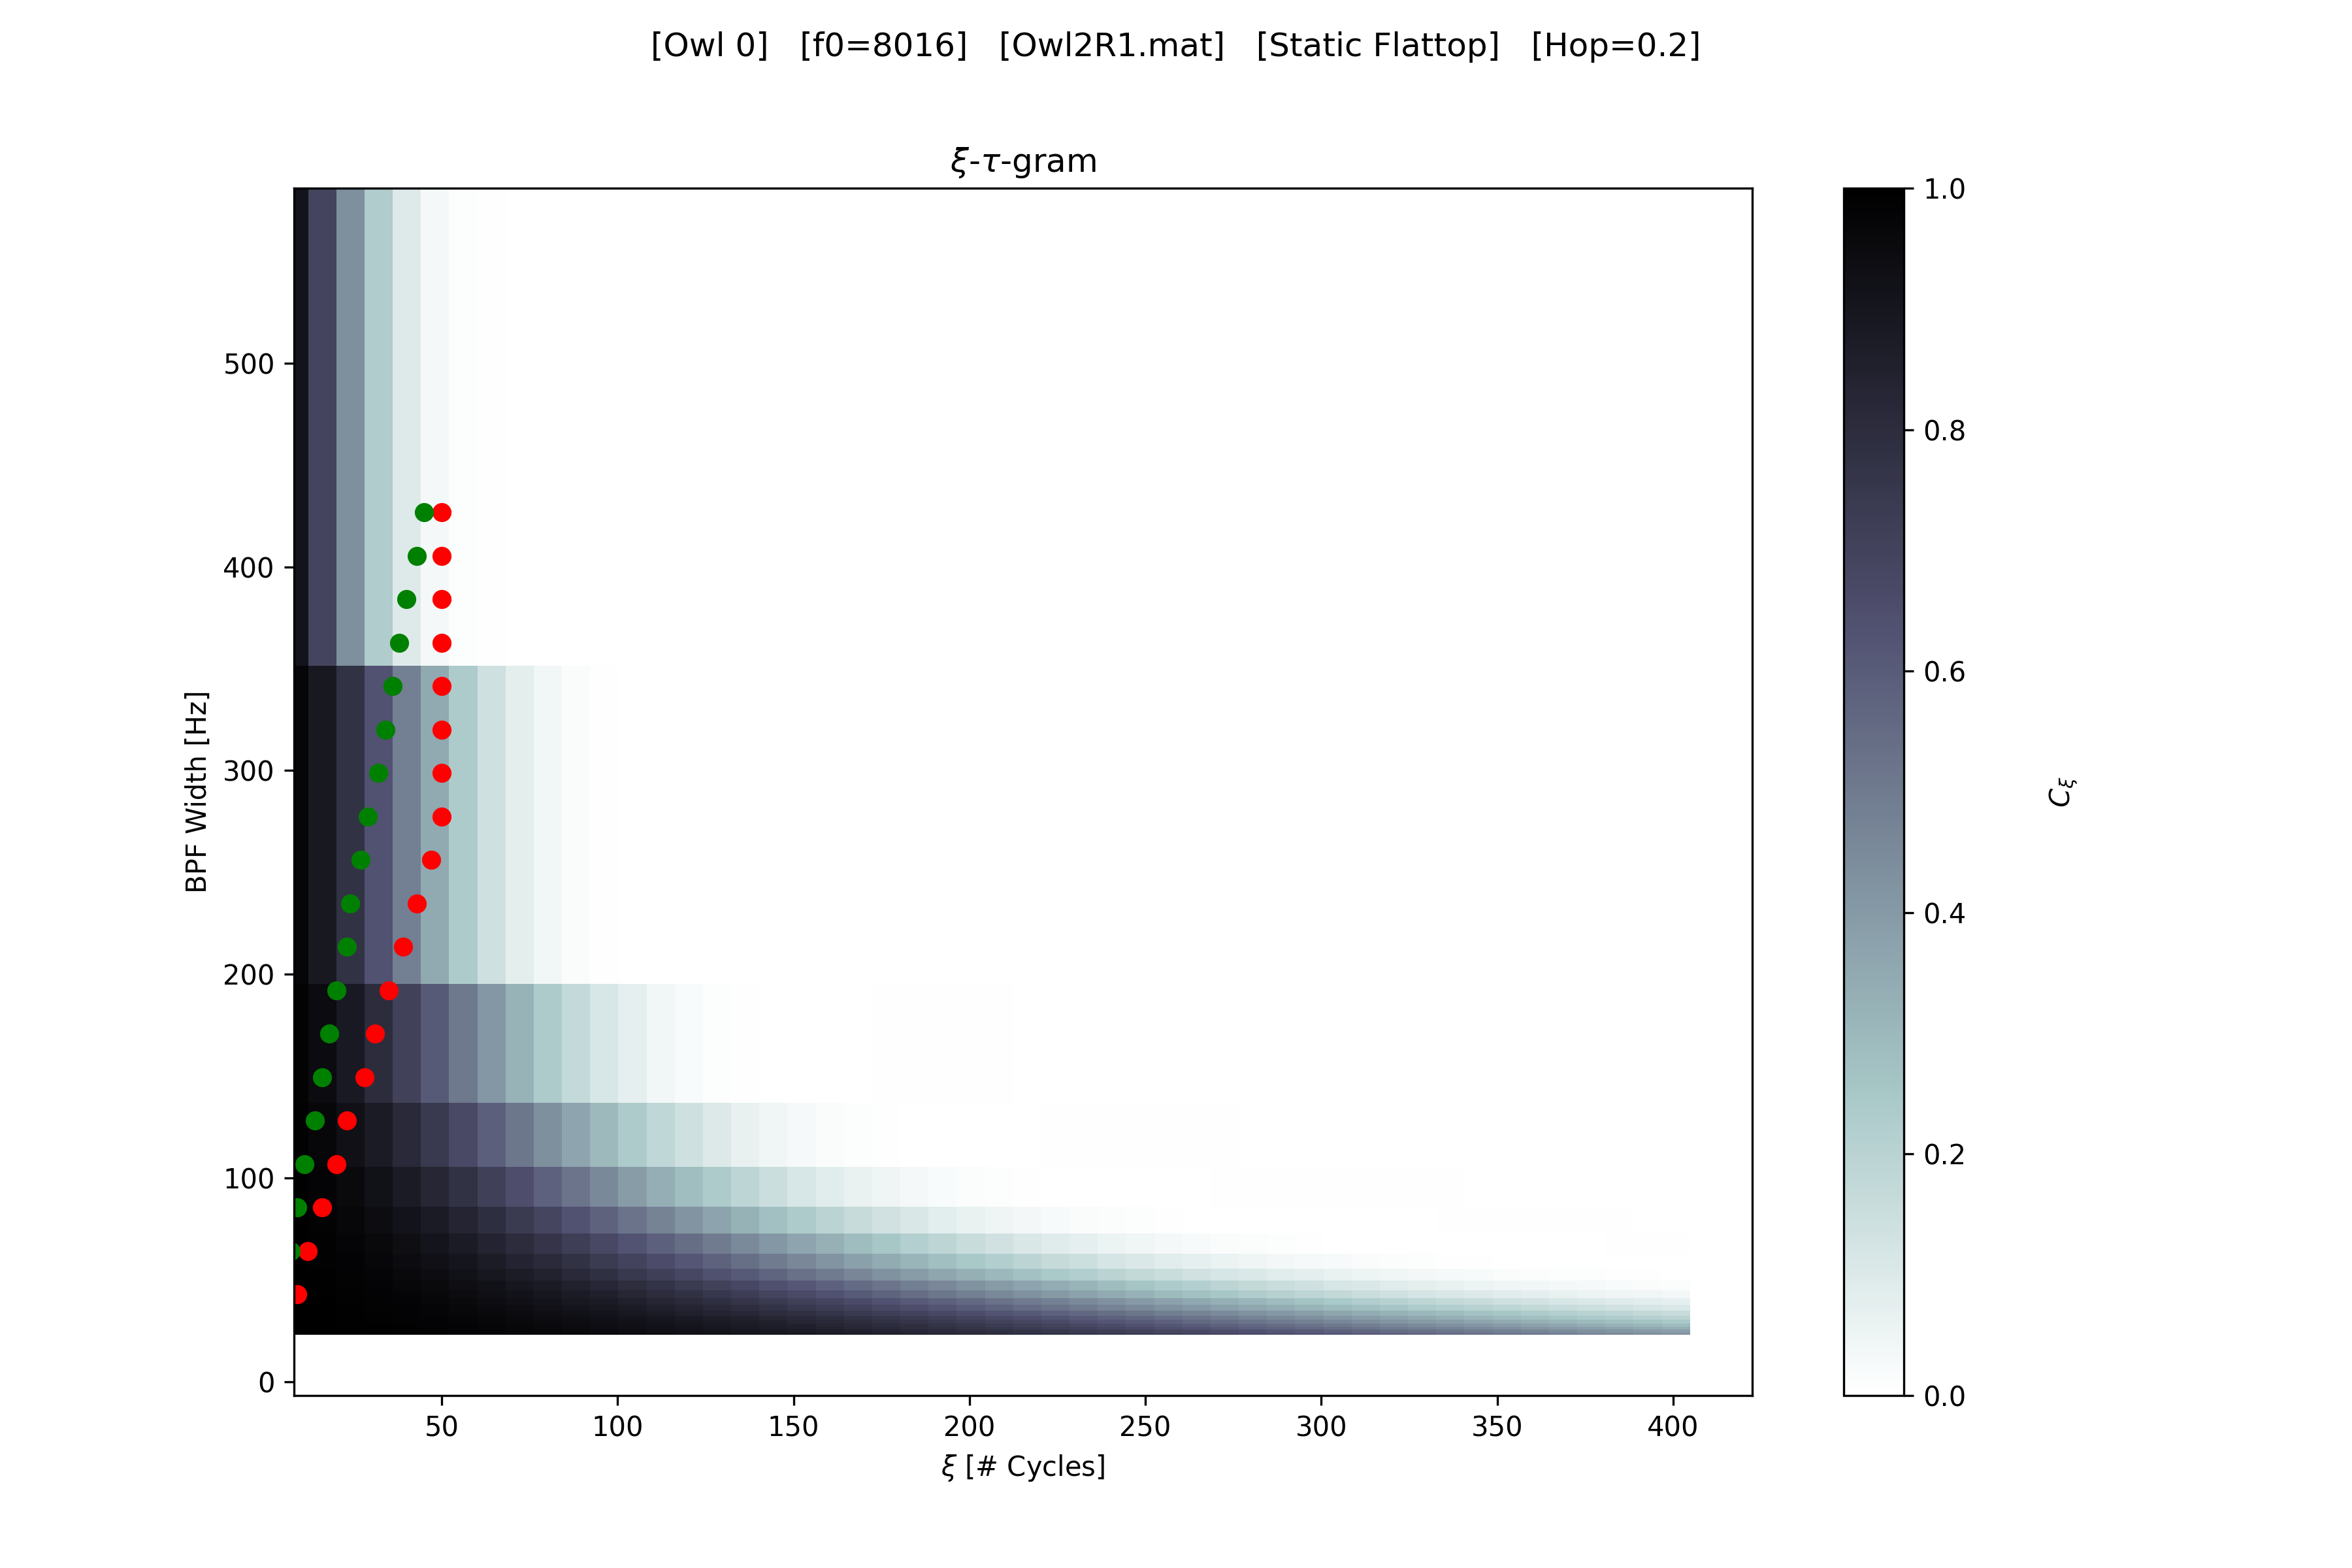 [Owl 0] [f0=8016] [Owl2R1.mat] [Static Flattop] [Hop=0.2]
ξ-τ-gram
BPF Width [Hz]
500
400
300
200
100
0
50 100 150 200 250 300 350 400
ξ [# Cycles]
1.0
0.8
0.6
0.4
0.2
0.0
Cξ